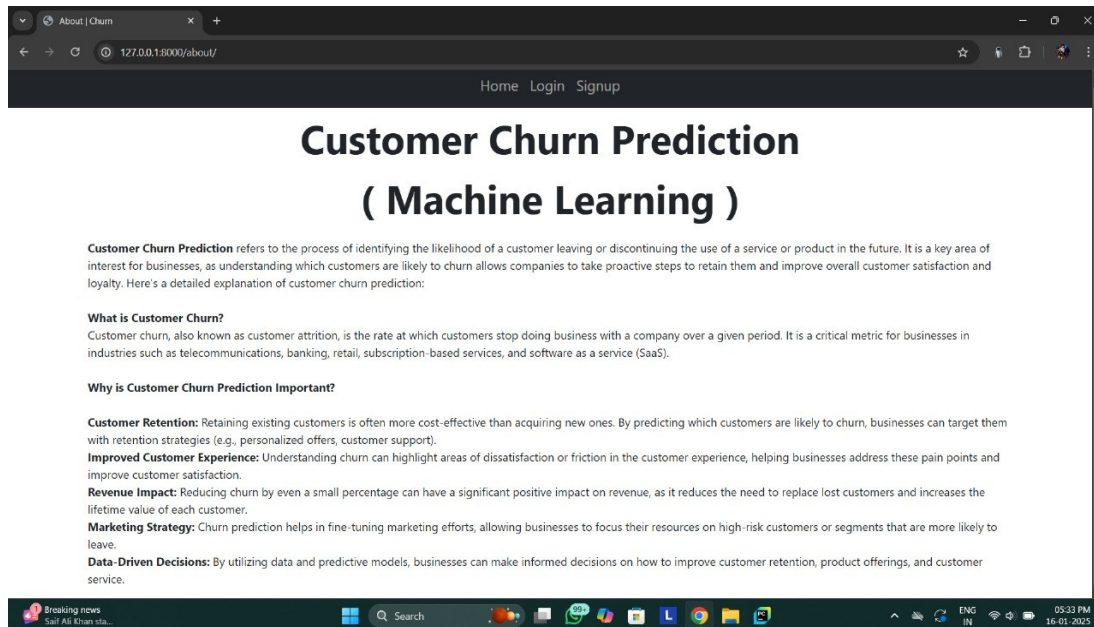 About | Churn
127.0.0.1:8000/about/
Home Login Signup
Customer Churn Prediction
( Machine Learning )
Customer Churn Prediction refers to the process of identifying the likelihood of a customer leaving or discontinuing the use of a service or product in the future. It is a key area of
interest for businesses, as understanding which customers are likely to churn allows companies to take proactive steps to retain them and improve overall customer satisfaction and
loyalty. Here's a detailed explanation of customer churn prediction:
What is Customer Churn?
Customer churn, also known as customer attrition, is the rate at which customers stop doing business with a company over a given period. It is a critical metric for businesses in
industries such as telecommunications, banking, retail, subscription-based services, and software as a service (SaaS).
Why is Customer Churn Prediction Important?
Customer Retention: Retaining existing customers is often more cost-effective than acquiring new ones. By predicting which customers are likely to churn, businesses can target them
with retention strategies (e.g., personalized offers, customer support).
Improved Customer Experience: Understanding churn can highlight areas of dissatisfaction or friction in the customer experience, helping businesses address these pain points and
improve customer satisfaction.
Revenue Impact: Reducing churn by even a small percentage can have a significant positive impact on revenue, as it reduces the need to replace lost customers and increases the
lifetime value of each customer.
Marketing Strategy: Churn prediction helps in fine-tuning marketing efforts, allowing businesses to focus their resources on high-risk customers or segments that are more likely to
leave.
Data-Driven Decisions: By utilizing data and predictive models, businesses can make informed decisions on how to improve customer retention, product offerings, and customer
service.
1 Breaking news
Saif Ali Khan sta...
Search
99+
L
PC
ENG
IN
05:33 PM
16-01-2025